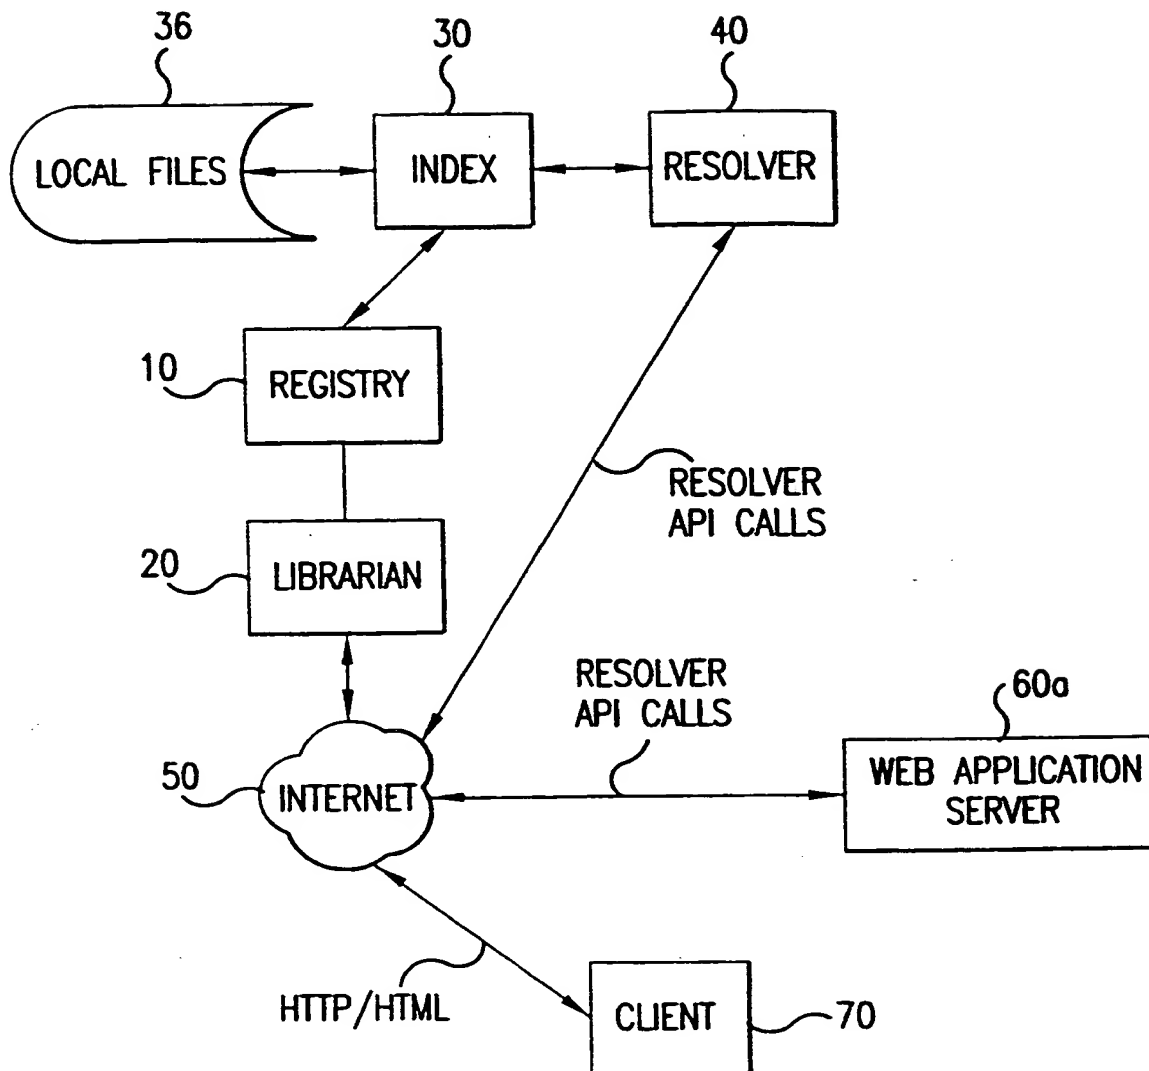 36
30
40
LOCAL FILES
INDEX
RESOLVER
10
REGISTRY
RESOLVER
API CALLS
20
LIBRARIAN
RESOLVER
API CALLS
60a
50
INTERNET
WEB APPLICATION
SERVER
HTTP/HTML
CLIENT
70